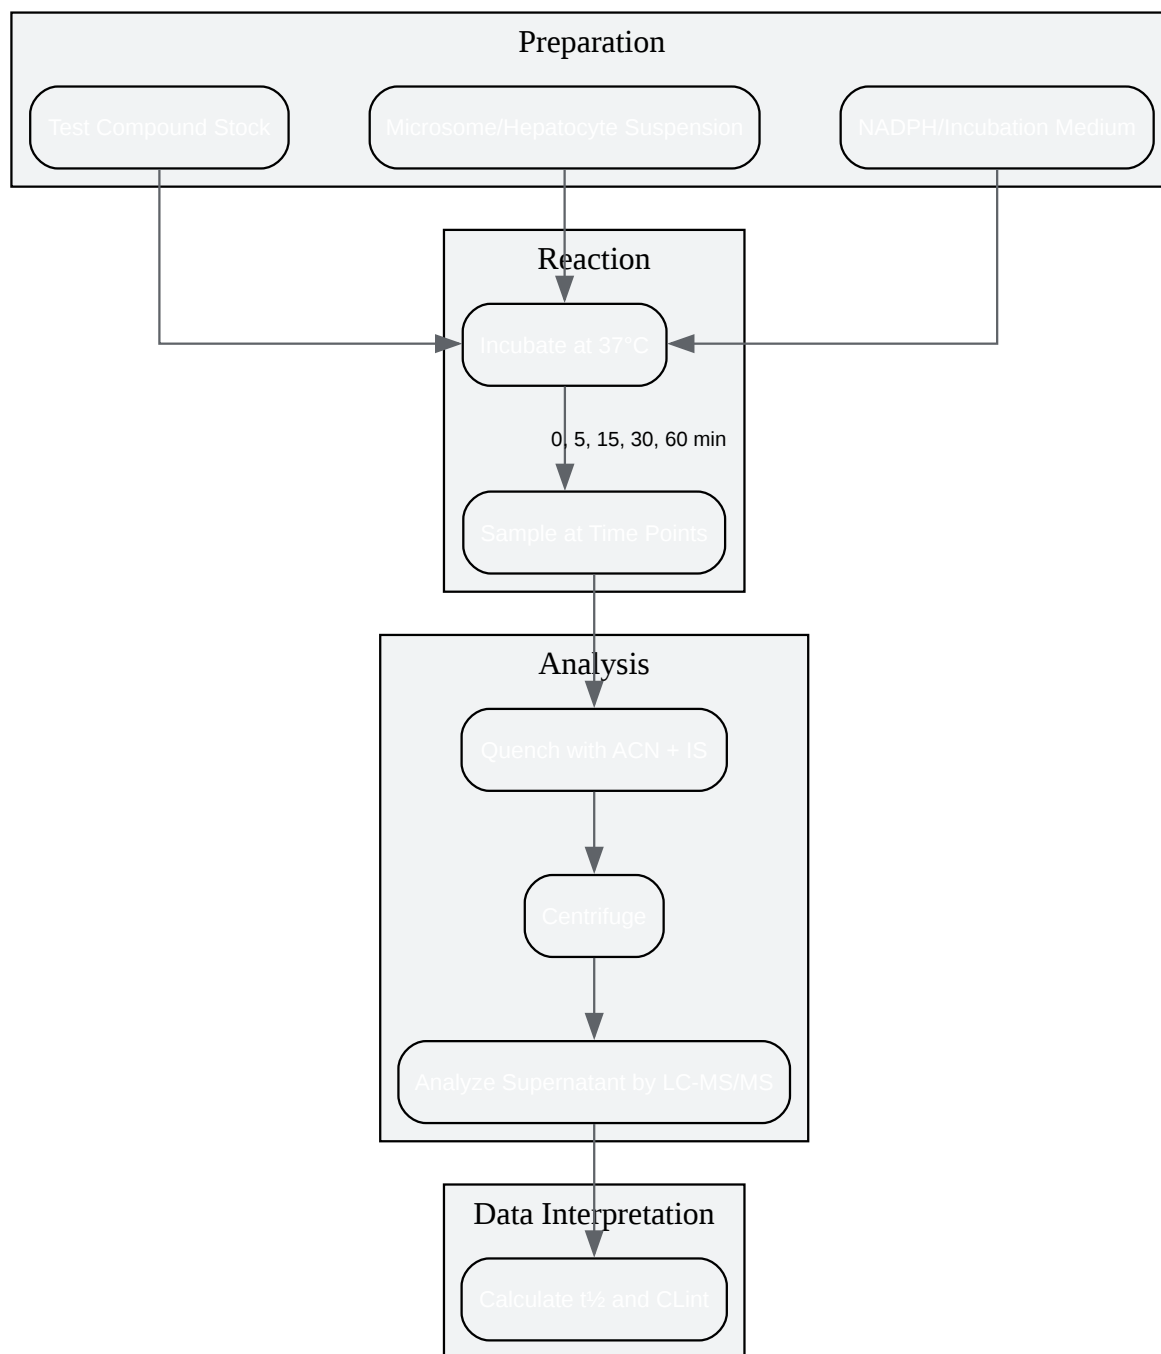 Preparation
Test Compound Stock
Microsome/Hepatocyte Suspension
NADPH/Incubation Medium
Reaction
Incubate at 37°C
0, 5, 15, 30, 60 min
Sample at Time Points
Analysis
Quench with ACN + IS
Centrifuge
Analyze Supernatant by LC-MS/MS
Data Interpretation
Calculate t½ and CLint